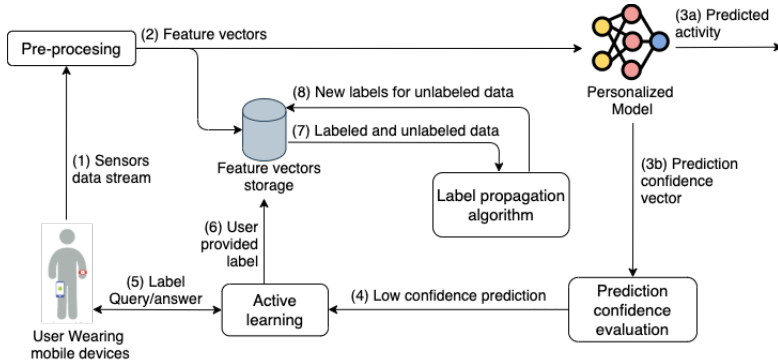 Pre-procesing
(2) Feature vectors
(3a) Predicted
activity
Personalized
Model
(8) New labels for unlabeled data
(7) Labeled and unlabeled data
Feature vectors
storage
(1) Sensors
data stream
Label propagation
algorithm
(3b) Prediction
confidence
vector
(6) User
provided
label
(5) Label
Query/answer
Active
learning
(4) Low confidence prediction
Prediction
confidence
evaluation
User Wearing
mobile devices